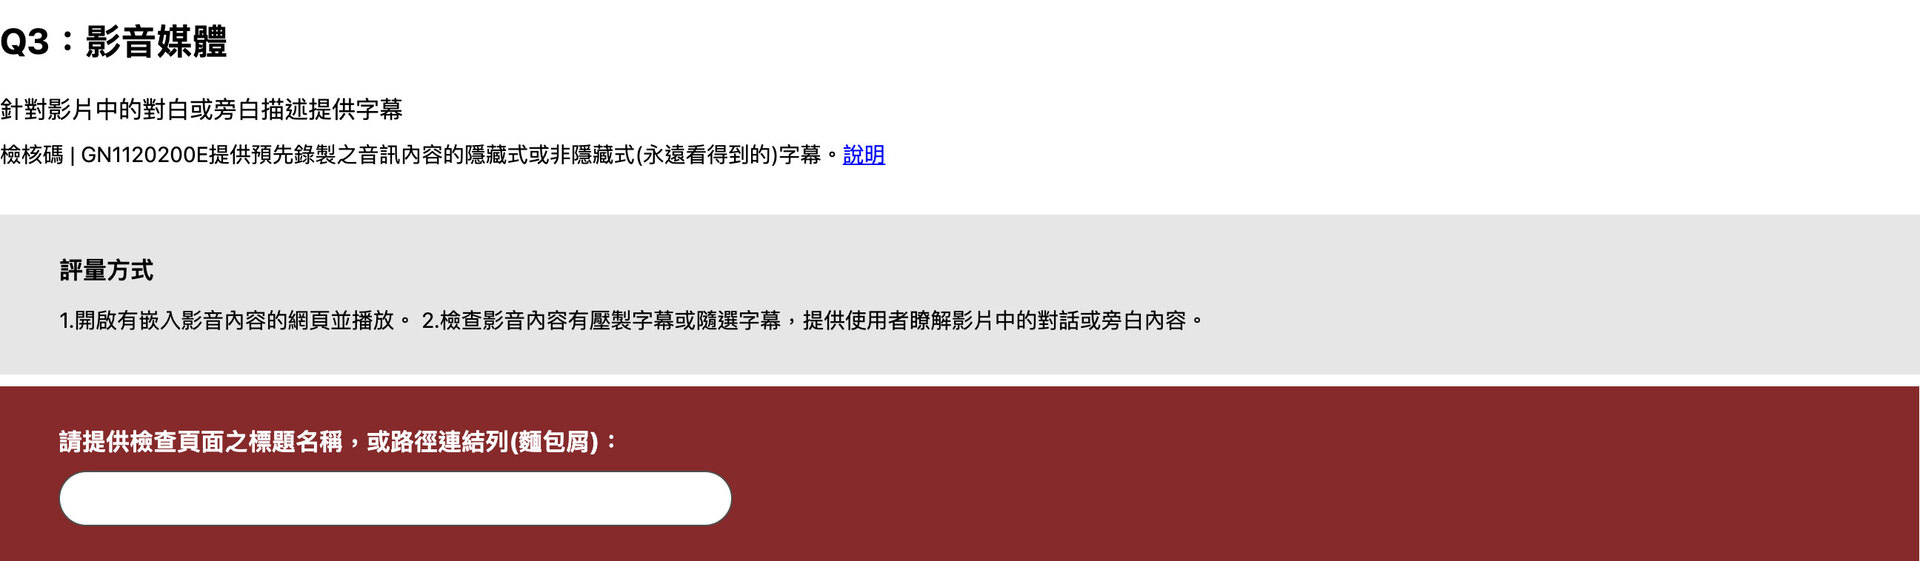 Q3：影音媒體
針對影片中的對白或旁白描述提供字幕
檢核碼 | GN1120200E提供預先錄製之音訊內容的隱藏式或非隱藏式(永遠看得到的)字幕。說明
評量方式
1.開啟有嵌入影音內容的網頁並播放。 2.檢查影音內容有壓製字幕或隨選字幕，提供使用者瞭解影片中的對話或旁白內容。
請提供檢查頁面之標題名稱，或路徑連結列(麵包屑)：